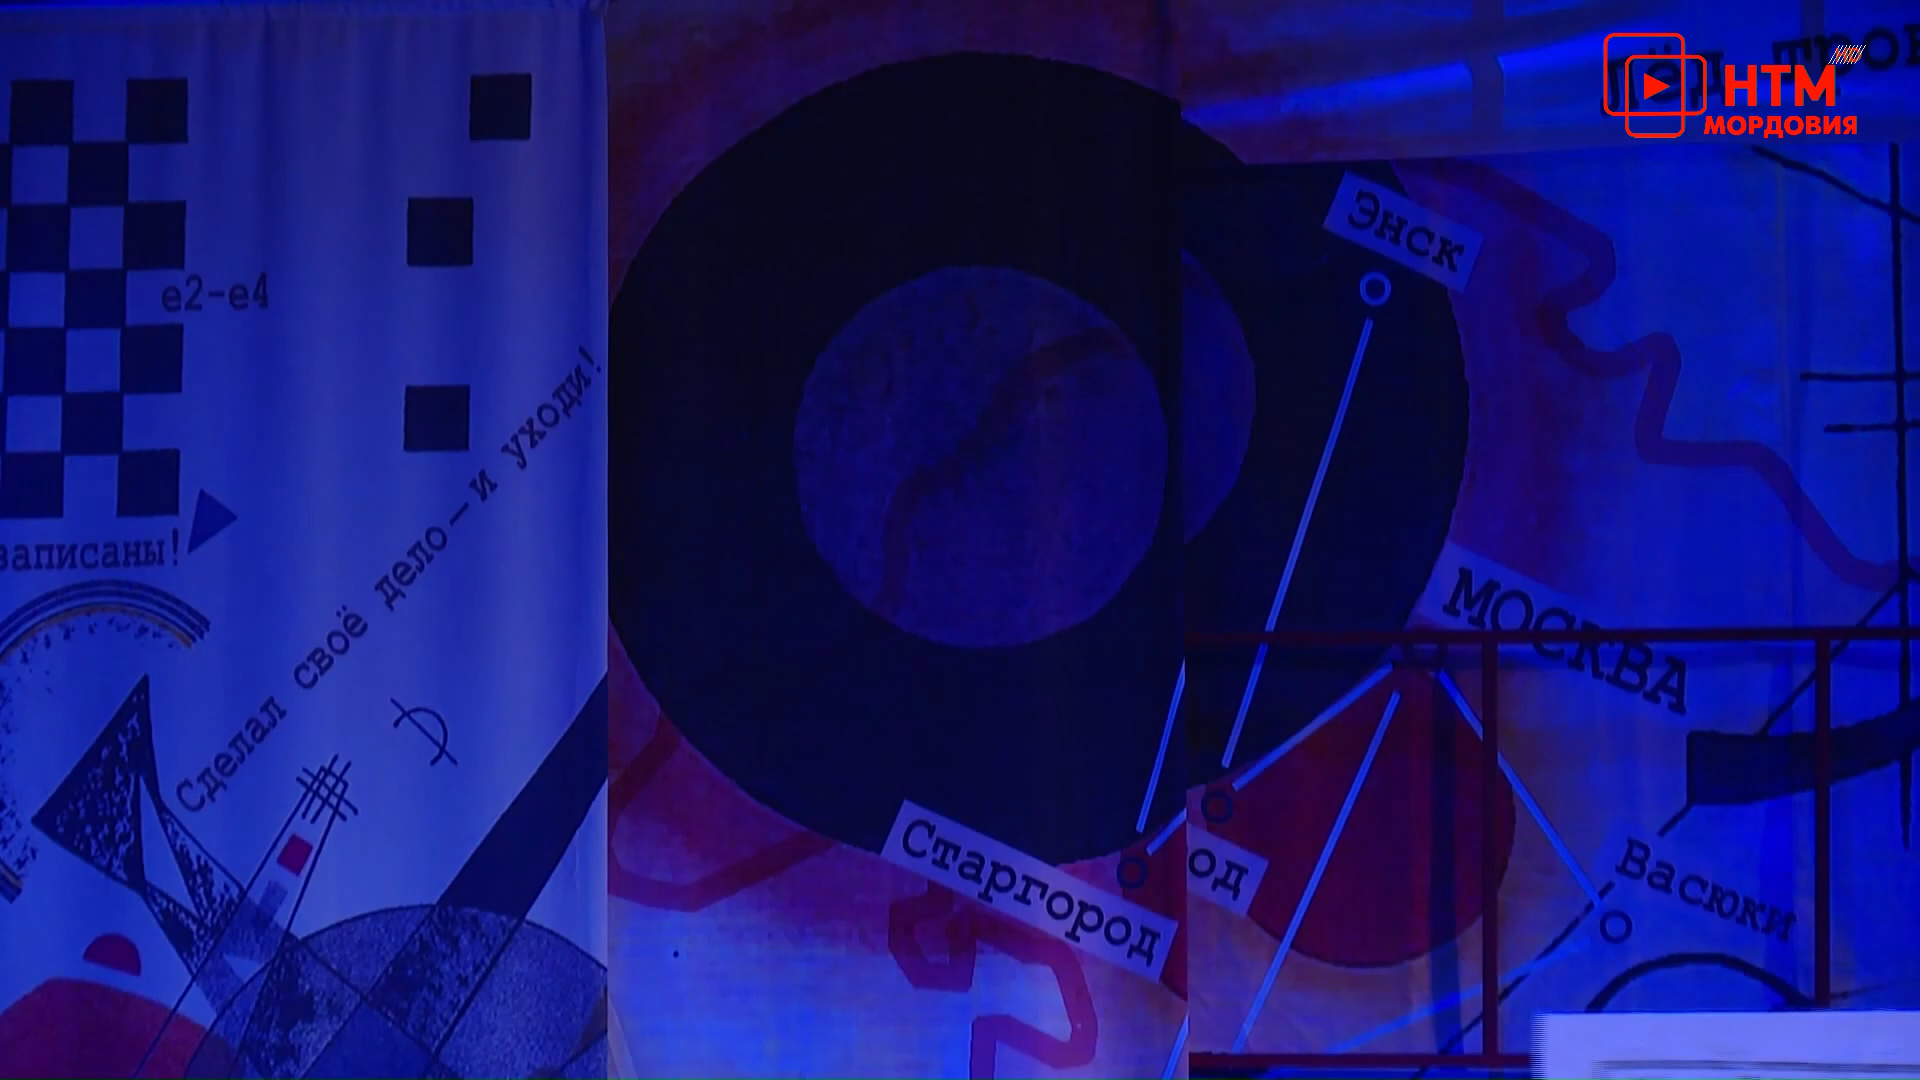 e2-e4
записаны!
Сделал своё дело — и уходи!
Старгород
од
Энск
МОСКВА
Васюки
НТМ
МОРДОВИЯ